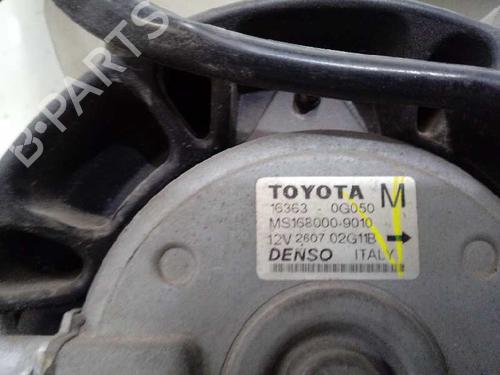 B-PARTS
TOYOTA M
16363 - 0G050
MS168000-9010
12V 2607 02G11B
DENSO ITALY